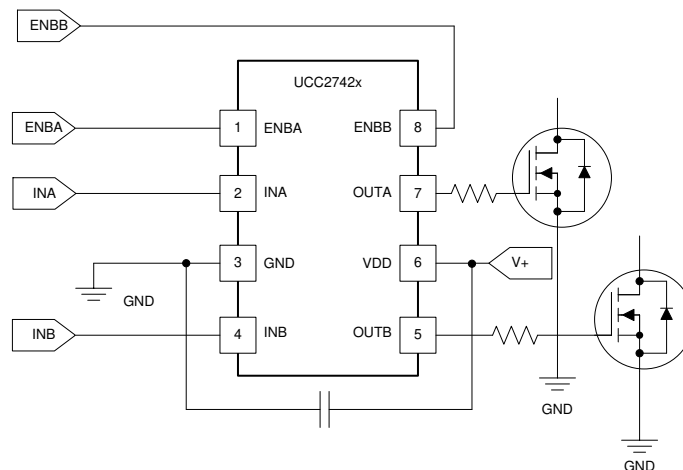 ENBB
UCC2742x
ENBA
1
ENBA
ENBB
8
INA
2
INA
OUTA
7
3
GND
VDD
6
V+
GND
INB
4
INB
OUTB
5
GND
GND